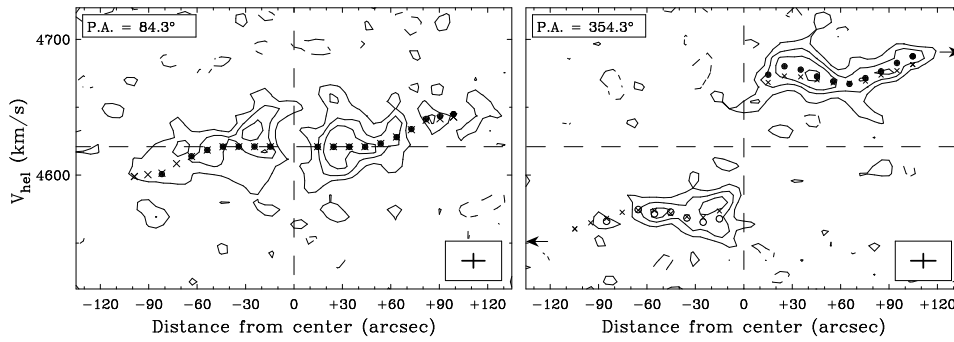 P.A. = 84.3°
P.A. = 354.3°
4700
4600
V_hel (km/s)
−120 −90 −60 −30 0 +30 +60 +90 +120
−120 −90 −60 −30 0 +30 +60 +90 +120
Distance from center (arcsec)
Distance from center (arcsec)